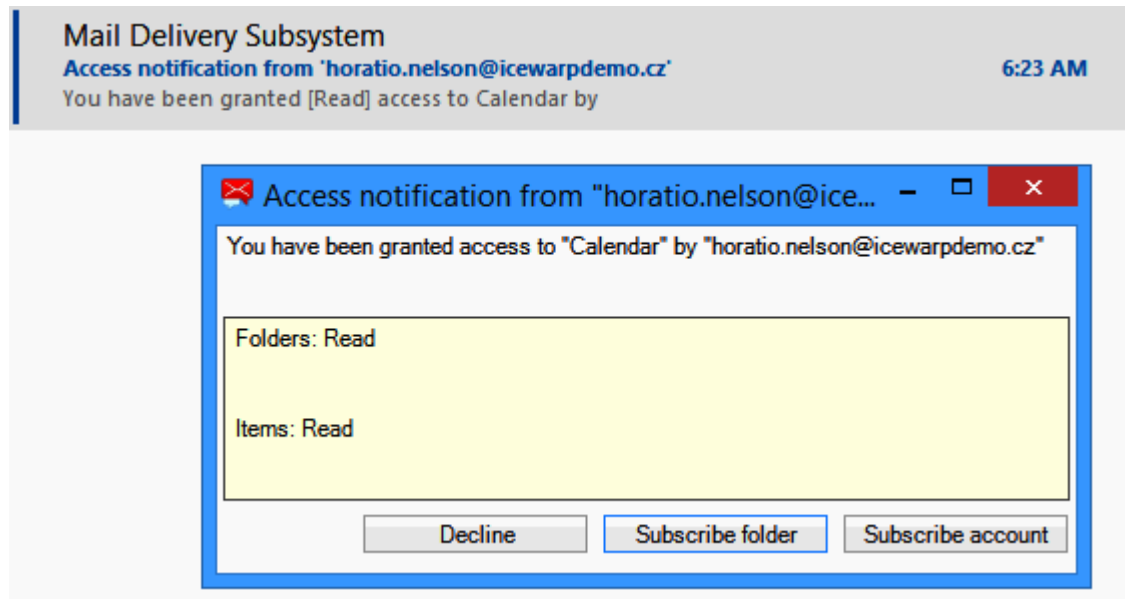 Mail Delivery Subsystem
Access notification from 'horatio.nelson@icewarpdemo.cz' 6:23 AM
You have been granted [Read] access to Calendar by
Access notification from "horatio.nelson@ice...
You have been granted access to "Calendar" by "horatio.nelson@icewarpdemo.cz"
Folders: Read
Items: Read
Decline Subscribe folder Subscribe account